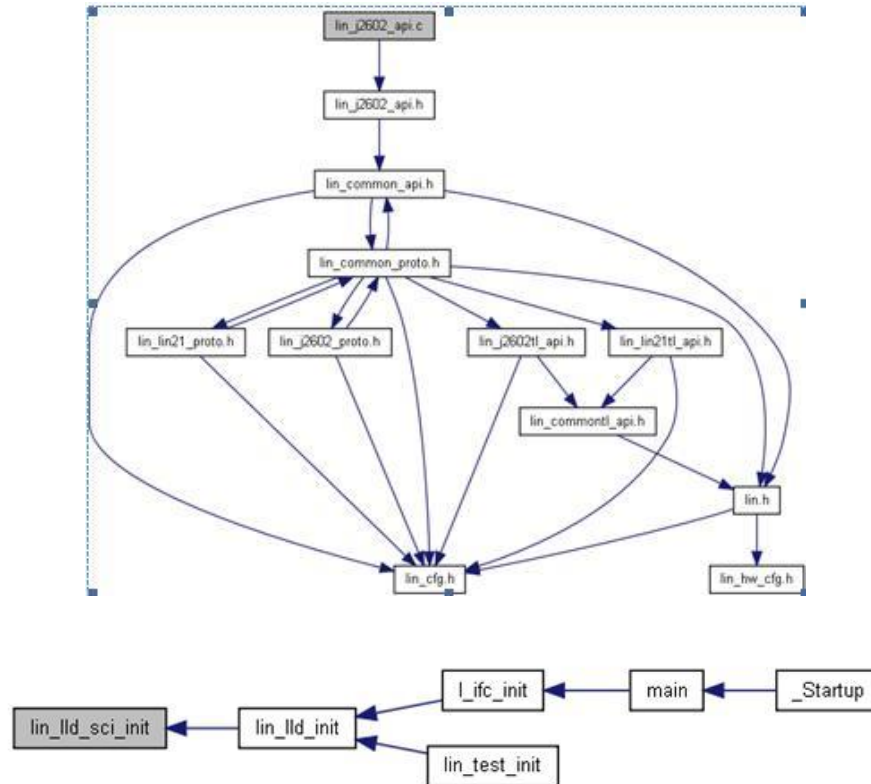 lin_j2602_api.c
lin_j2602_api.h
lin_common_api.h
lin_common_proto.h
lin_lin21_proto.h
lin_j2602_proto.h
lin_j2602tl_api.h
lin_lin21tl_api.h
lin_commontl_api.h
lin.h
lin_cfg.h
lin_hw_cfg.h
l_ifc_init
main
_Startup
lin_lld_sci_init
lin_lld_init
lin_test_init